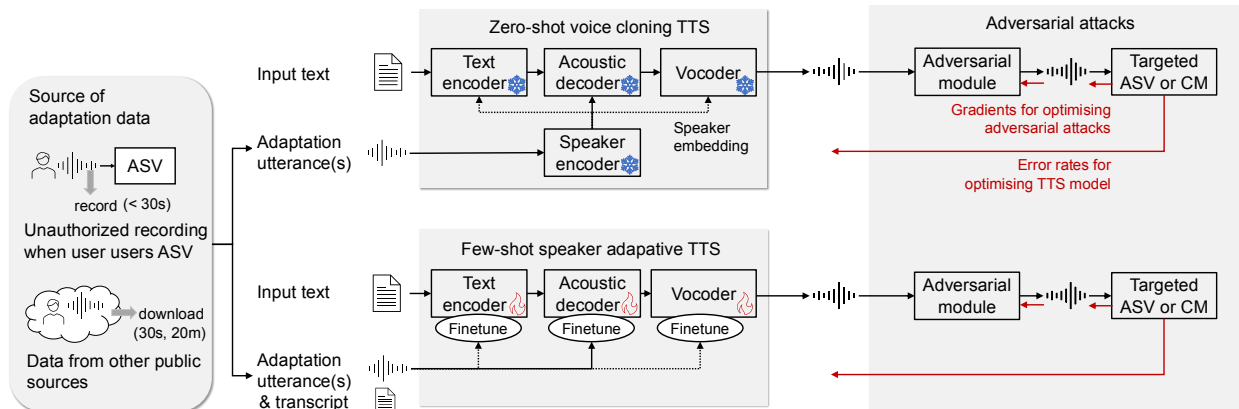 Source of
adaptation data
ASV
record (< 30s)
Unauthorized recording
when user users ASV
download
(30s, 20m)
Data from other public
sources
Zero-shot voice cloning TTS
Input text
Text
encoder
Acoustic
decoder
Vocoder
Adaptation
utterance(s)
Speaker
encoder
Speaker
embedding
Few-shot speaker adapative TTS
Input text
Text
encoder
Acoustic
decoder
Vocoder
Finetune
Finetune
Finetune
Adaptation
utterance(s)
& transcript
Adversarial attacks
Adversarial
module
Targeted
ASV or CM
Gradients for optimising
adversarial attacks
Error rates for
optimising TTS model
Adversarial
module
Targeted
ASV or CM